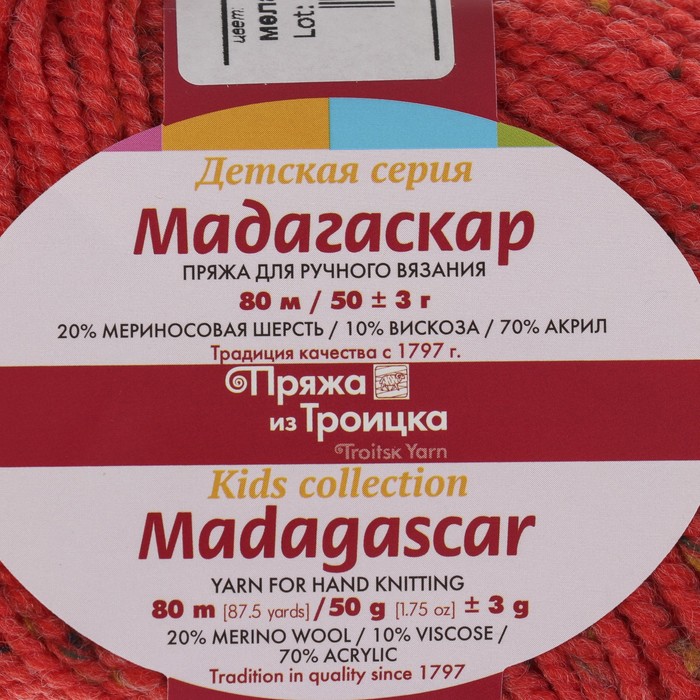 цвет:
Lot:
Детская серия
Мадагаскар
ПРЯЖА ДЛЯ РУЧНОГО ВЯЗАНИЯ
80 м / 50 ± 3 г
20% МЕРИНОСОВАЯ ШЕРСТЬ / 10% ВИСКОЗА / 70% АКРИЛ
Традиция качества с 1797 г.
Пряжа
из Троицка
Troitsk Yarn
Kids collection
Madagascar
YARN FOR HAND KNITTING
80 m [87.5 yards] / 50 g [1.75 oz] ± 3 g
20% MERINO WOOL / 10% VISCOSE /
70% ACRYLIC
Tradition in quality since 1797